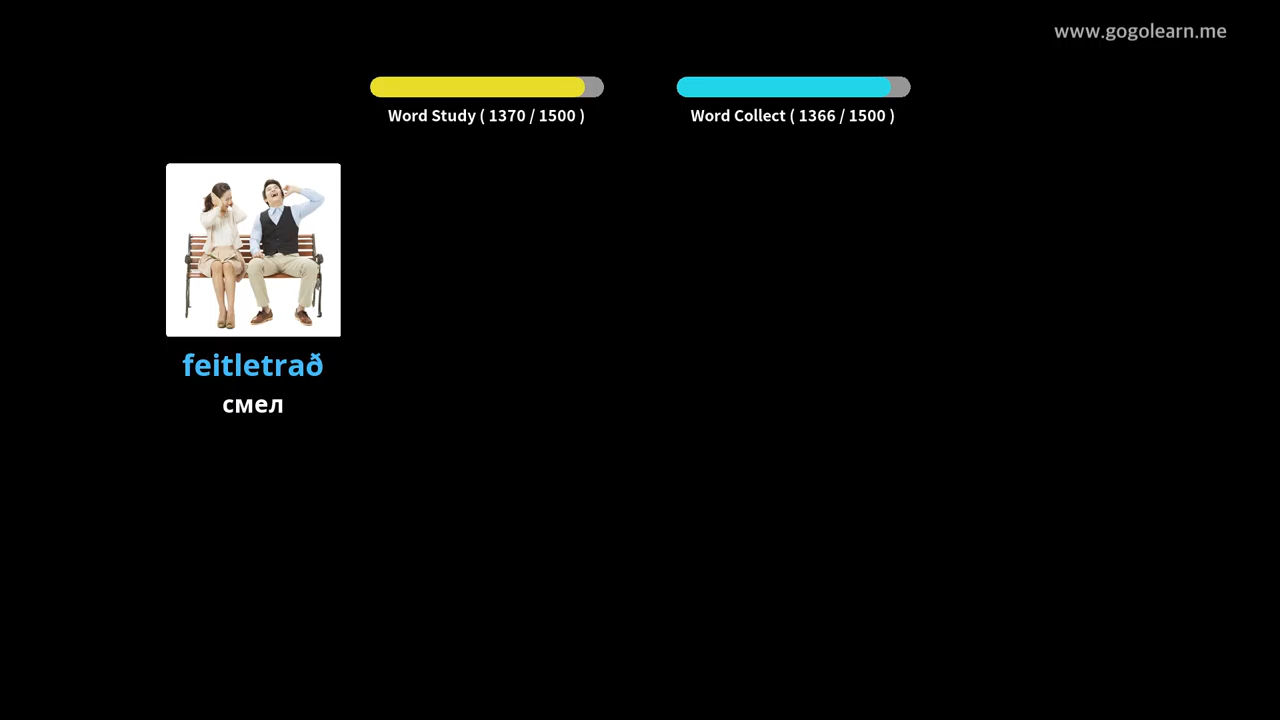 www.gogolearn.me
Word Study ( 1370 / 1500 )
Word Collect ( 1366 / 1500 )
feitletrað
смел